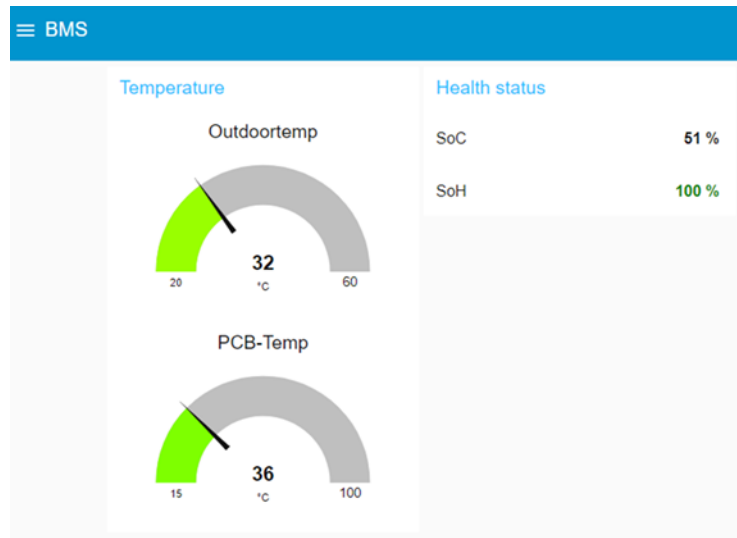 BMS
Temperature
Outdoortemp
32
°C
20
60
PCB-Temp
36
°C
15
100
Health status
SoC 51 %
SoH 100 %